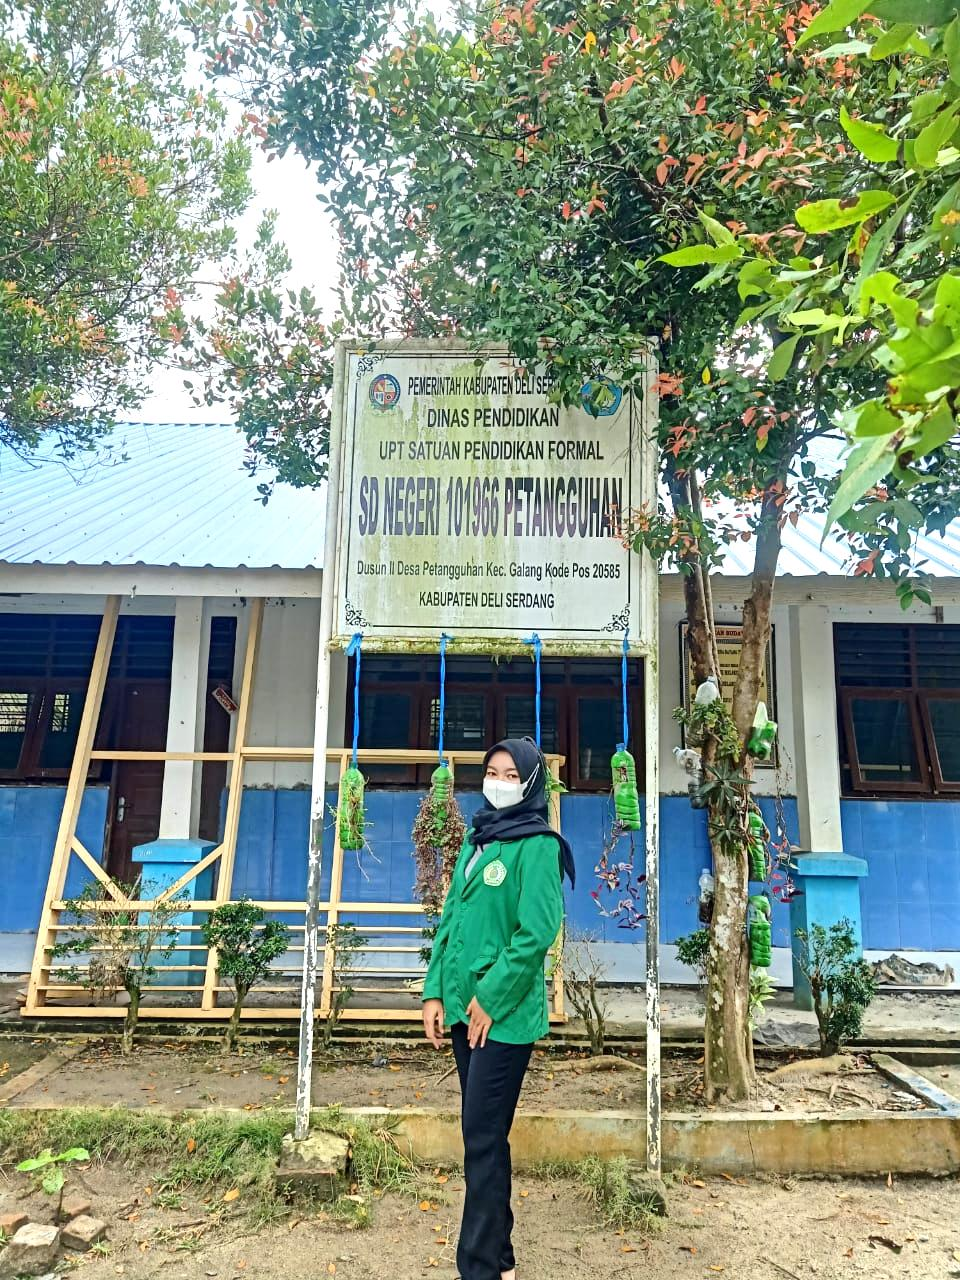 PEMERINTAH KABUPATEN DELI
DINAS PENDIDIKAN
UPT SATUAN PENDIDIKAN FORMAL
SD NEGERI 101966 PETANGGUHAN
Dusun II Desa Petangguhan Kec. Galang Kode Pos 20585
KABUPATEN DELI SERDANG